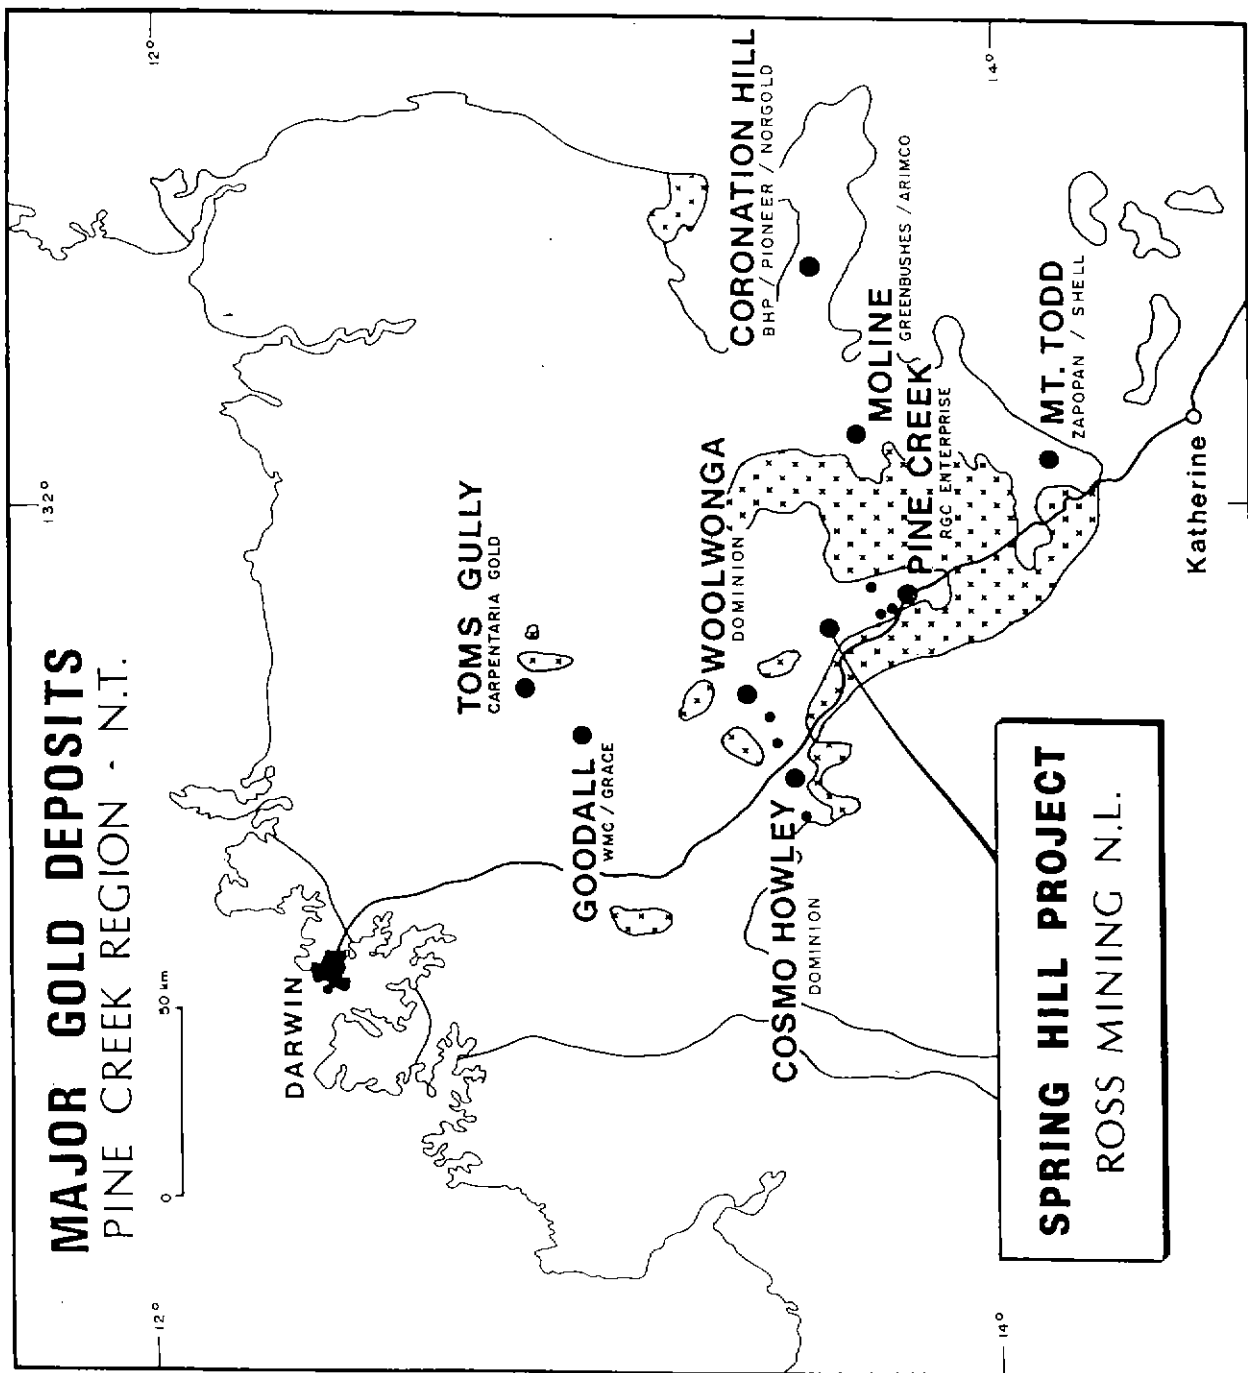 MAJOR GOLD DEPOSITS
PINE CREEK REGION - N.T.
0 50 km
12°
132°
12°
DARWIN
TOMS GULLY
CARPENTARIA GOLD
GOODALL
WMC / GRACE
WOOLWONGA
DOMINION
CORONATION HILL
BHP / PIONEER / NORGOLD
COSMO HOWLEY
DOMINION
MOLINE
GREENBUSHES / ARIMCO
PINE CREEK
RGC ENTERPRISE
MT. TODD
ZAPOPAN / SHELL
14°
14°
Katherine
SPRING HILL PROJECT
ROSS MINING N.L.